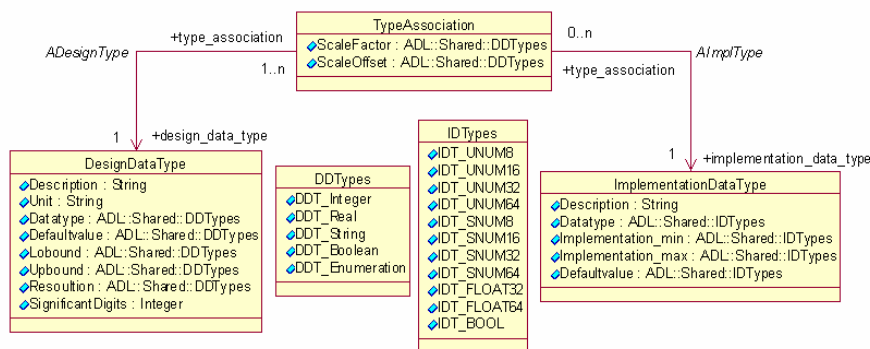 TypeAssociation
ScaleFactor : ADL::Shared::DDTypes
ScaleOffset : ADL::Shared::DDTypes
ADesignType
+type_association
1..n
0..n
+type_association
AImplType
1
+design_data_type
1
+implementation_data_type
DesignDataType
Description : String
Unit : String
Datatype : ADL::Shared::DDTypes
Defaultvalue : ADL::Shared::DDTypes
Lobound : ADL::Shared::DDTypes
Upbound : ADL::Shared::DDTypes
Resoultion : ADL::Shared::DDTypes
SignificantDigits : Integer
DDTypes
DDT_Integer
DDT_Real
DDT_String
DDT_Boolean
DDT_Enumeration
IDTypes
IDT_UNUM8
IDT_UNUM16
IDT_UNUM32
IDT_UNUM64
IDT_SNUM8
IDT_SNUM16
IDT_SNUM32
IDT_SNUM64
IDT_FLOAT32
IDT_FLOAT64
IDT_BOOL
ImplementationDataType
Description : String
Datatype : ADL::Shared::IDTypes
Implementation_min : ADL::Shared::IDTypes
Implementation_max : ADL::Shared::IDTypes
Defaultvalue : ADL::Shared::IDTypes